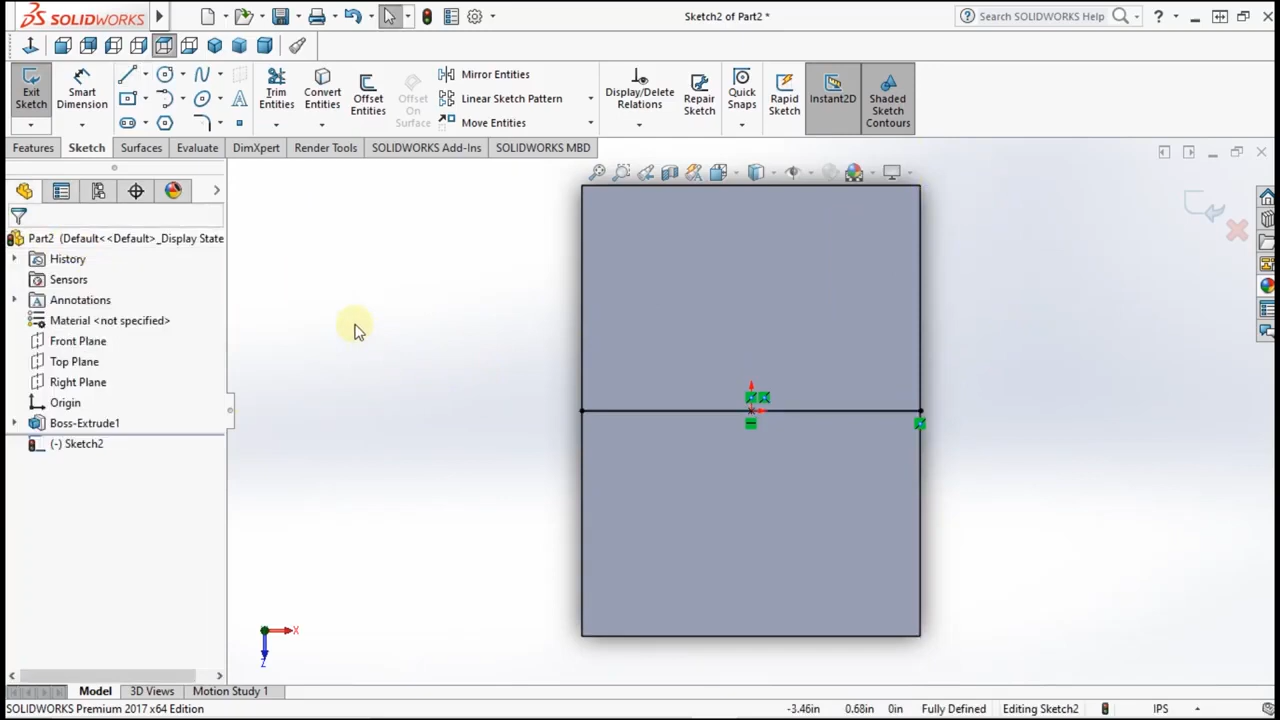 SOLIDWORKS
Sketch2 of Part2 *
Search SOLIDWORKS Help
?
Exit Sketch
Smart Dimension
Trim Entities
Convert Entities
Offset Entities
Offset On Surface
Mirror Entities
Linear Sketch Pattern
Move Entities
Display/Delete Relations
Repair Sketch
Quick Snaps
Rapid Sketch
Instant2D
Shaded Sketch Contours
Features
Sketch
Surfaces
Evaluate
DimXpert
Render Tools
SOLIDWORKS Add-Ins
SOLIDWORKS MBD
Part2 (Default<<Default>_Display State
History
Sensors
Annotations
Material <not specified>
Front Plane
Top Plane
Right Plane
Origin
Boss-Extrude1
(-) Sketch2
X
Z
Model
3D Views
Motion Study 1
SOLIDWORKS Premium 2017 x64 Edition
-3.46in
0.68in
0in
Fully Defined
Editing Sketch2
IPS